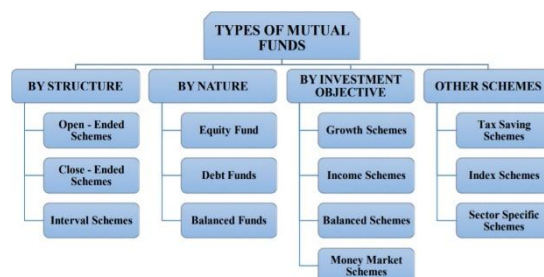 TYPES OF MUTUAL
FUNDS
BY STRUCTURE
Open - Ended
Schemes
Close - Ended
Schemes
Interval Schemes
BY NATURE
Equity Fund
Debt Funds
Balanced Funds
BY INVESTMENT
OBJECTIVE
Growth Schemes
Income Schemes
Balanced Schemes
Money Market
Schemes
OTHER SCHEMES
Tax Saving
Schemes
Index Schemes
Sector Specific
Schemes